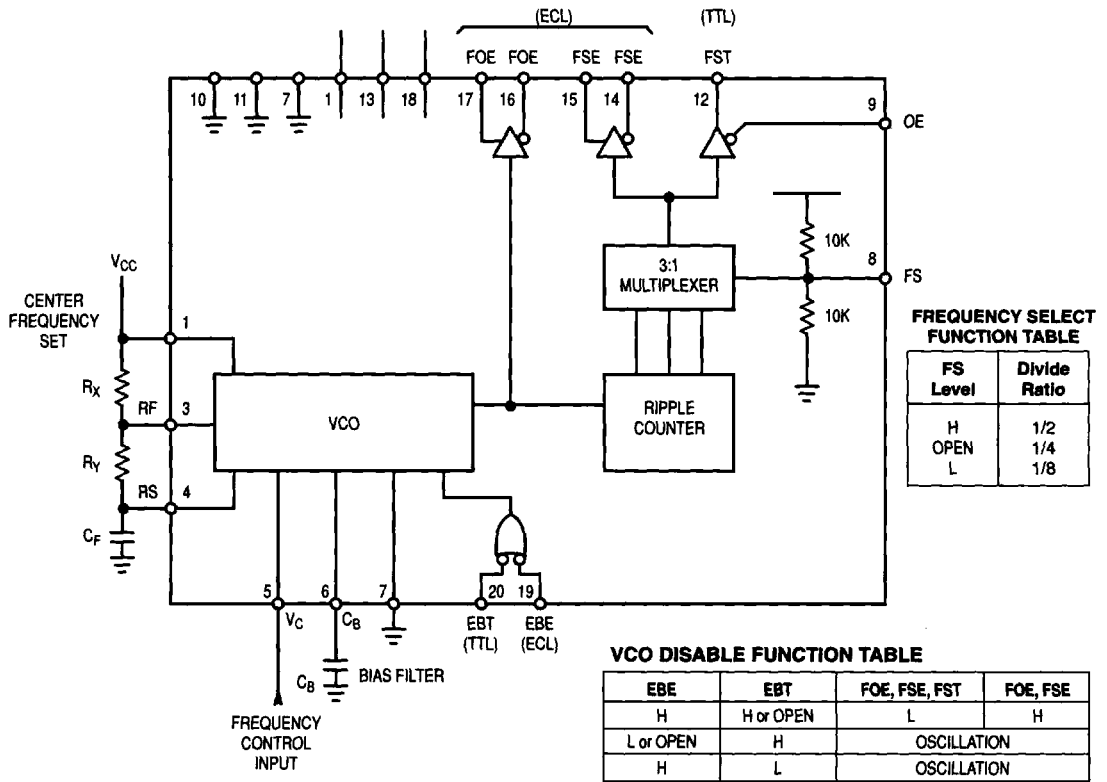 (ECL)
(TTL)
FOE FOE FSE FSE FST
10 11 7 1 13 18 17 16 15 14 12
9
OE
10K
8
FS
10K
3:1
MULTIPLEXER
VCC
CENTER
FREQUENCY
SET
1
RX
RF 3
RY
RS 4
CF
VCO
RIPPLE
COUNTER
FREQUENCY SELECT
FUNCTION TABLE
FS Level Divide Ratio
H 1/2
OPEN 1/4
L 1/8
5 6 7 20 19
VC CB
EBT
(TTL)
EBE
(ECL)
CB BIAS FILTER
FREQUENCY
CONTROL
INPUT
VCO DISABLE FUNCTION TABLE
EBE EBT FOE, FSE, FST FOE, FSE
H H or OPEN L H
L or OPEN H OSCILLATION
H L OSCILLATION